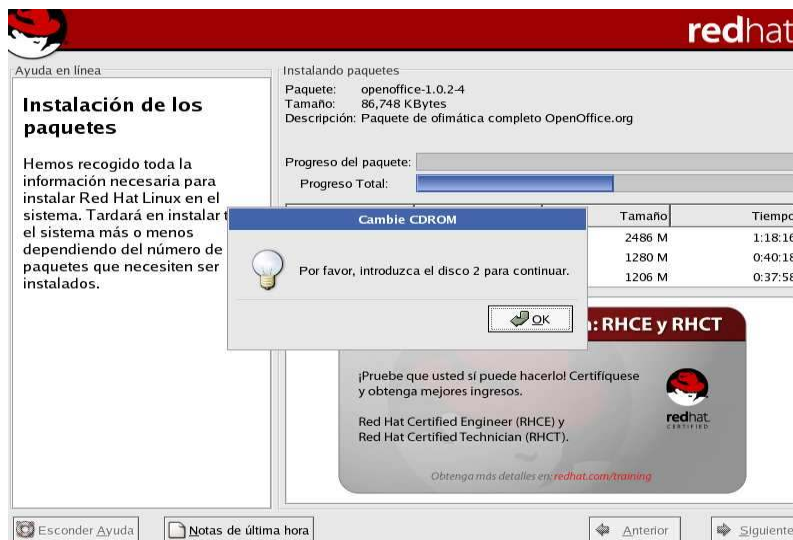 redhat
Ayuda en línea
Instalación de los
paquetes
Hemos recogido toda la
información necesaria para
instalar Red Hat Linux en el
sistema. Tardará en instalar
el sistema más o menos
dependiendo del número de
paquetes que necesiten ser
instalados.
Instalando paquetes
Paquete: openoffice-1.0.2-4
Tamaño: 86,748 KBytes
Descripción: Paquete de ofimática completo OpenOffice.org
Progreso del paquete:
Progreso Total:
Tamaño Tiempo
2486 M 1:18:16
1280 M 0:40:18
1206 M 0:37:58
Cambie CDROM
Por favor, introduzca el disco 2 para continuar.
OK
: RHCE y RHCT
¡Pruebe que usted sí puede hacerlo! Certifíquese
y obtenga mejores ingresos.
Red Hat Certified Engineer (RHCE) y
Red Hat Certified Technician (RHCT).
redhat.
CERTIFIED
Obtenga más detalles en: redhat.com/training
Esconder Ayuda
Notas de última hora
Anterior
Siguiente